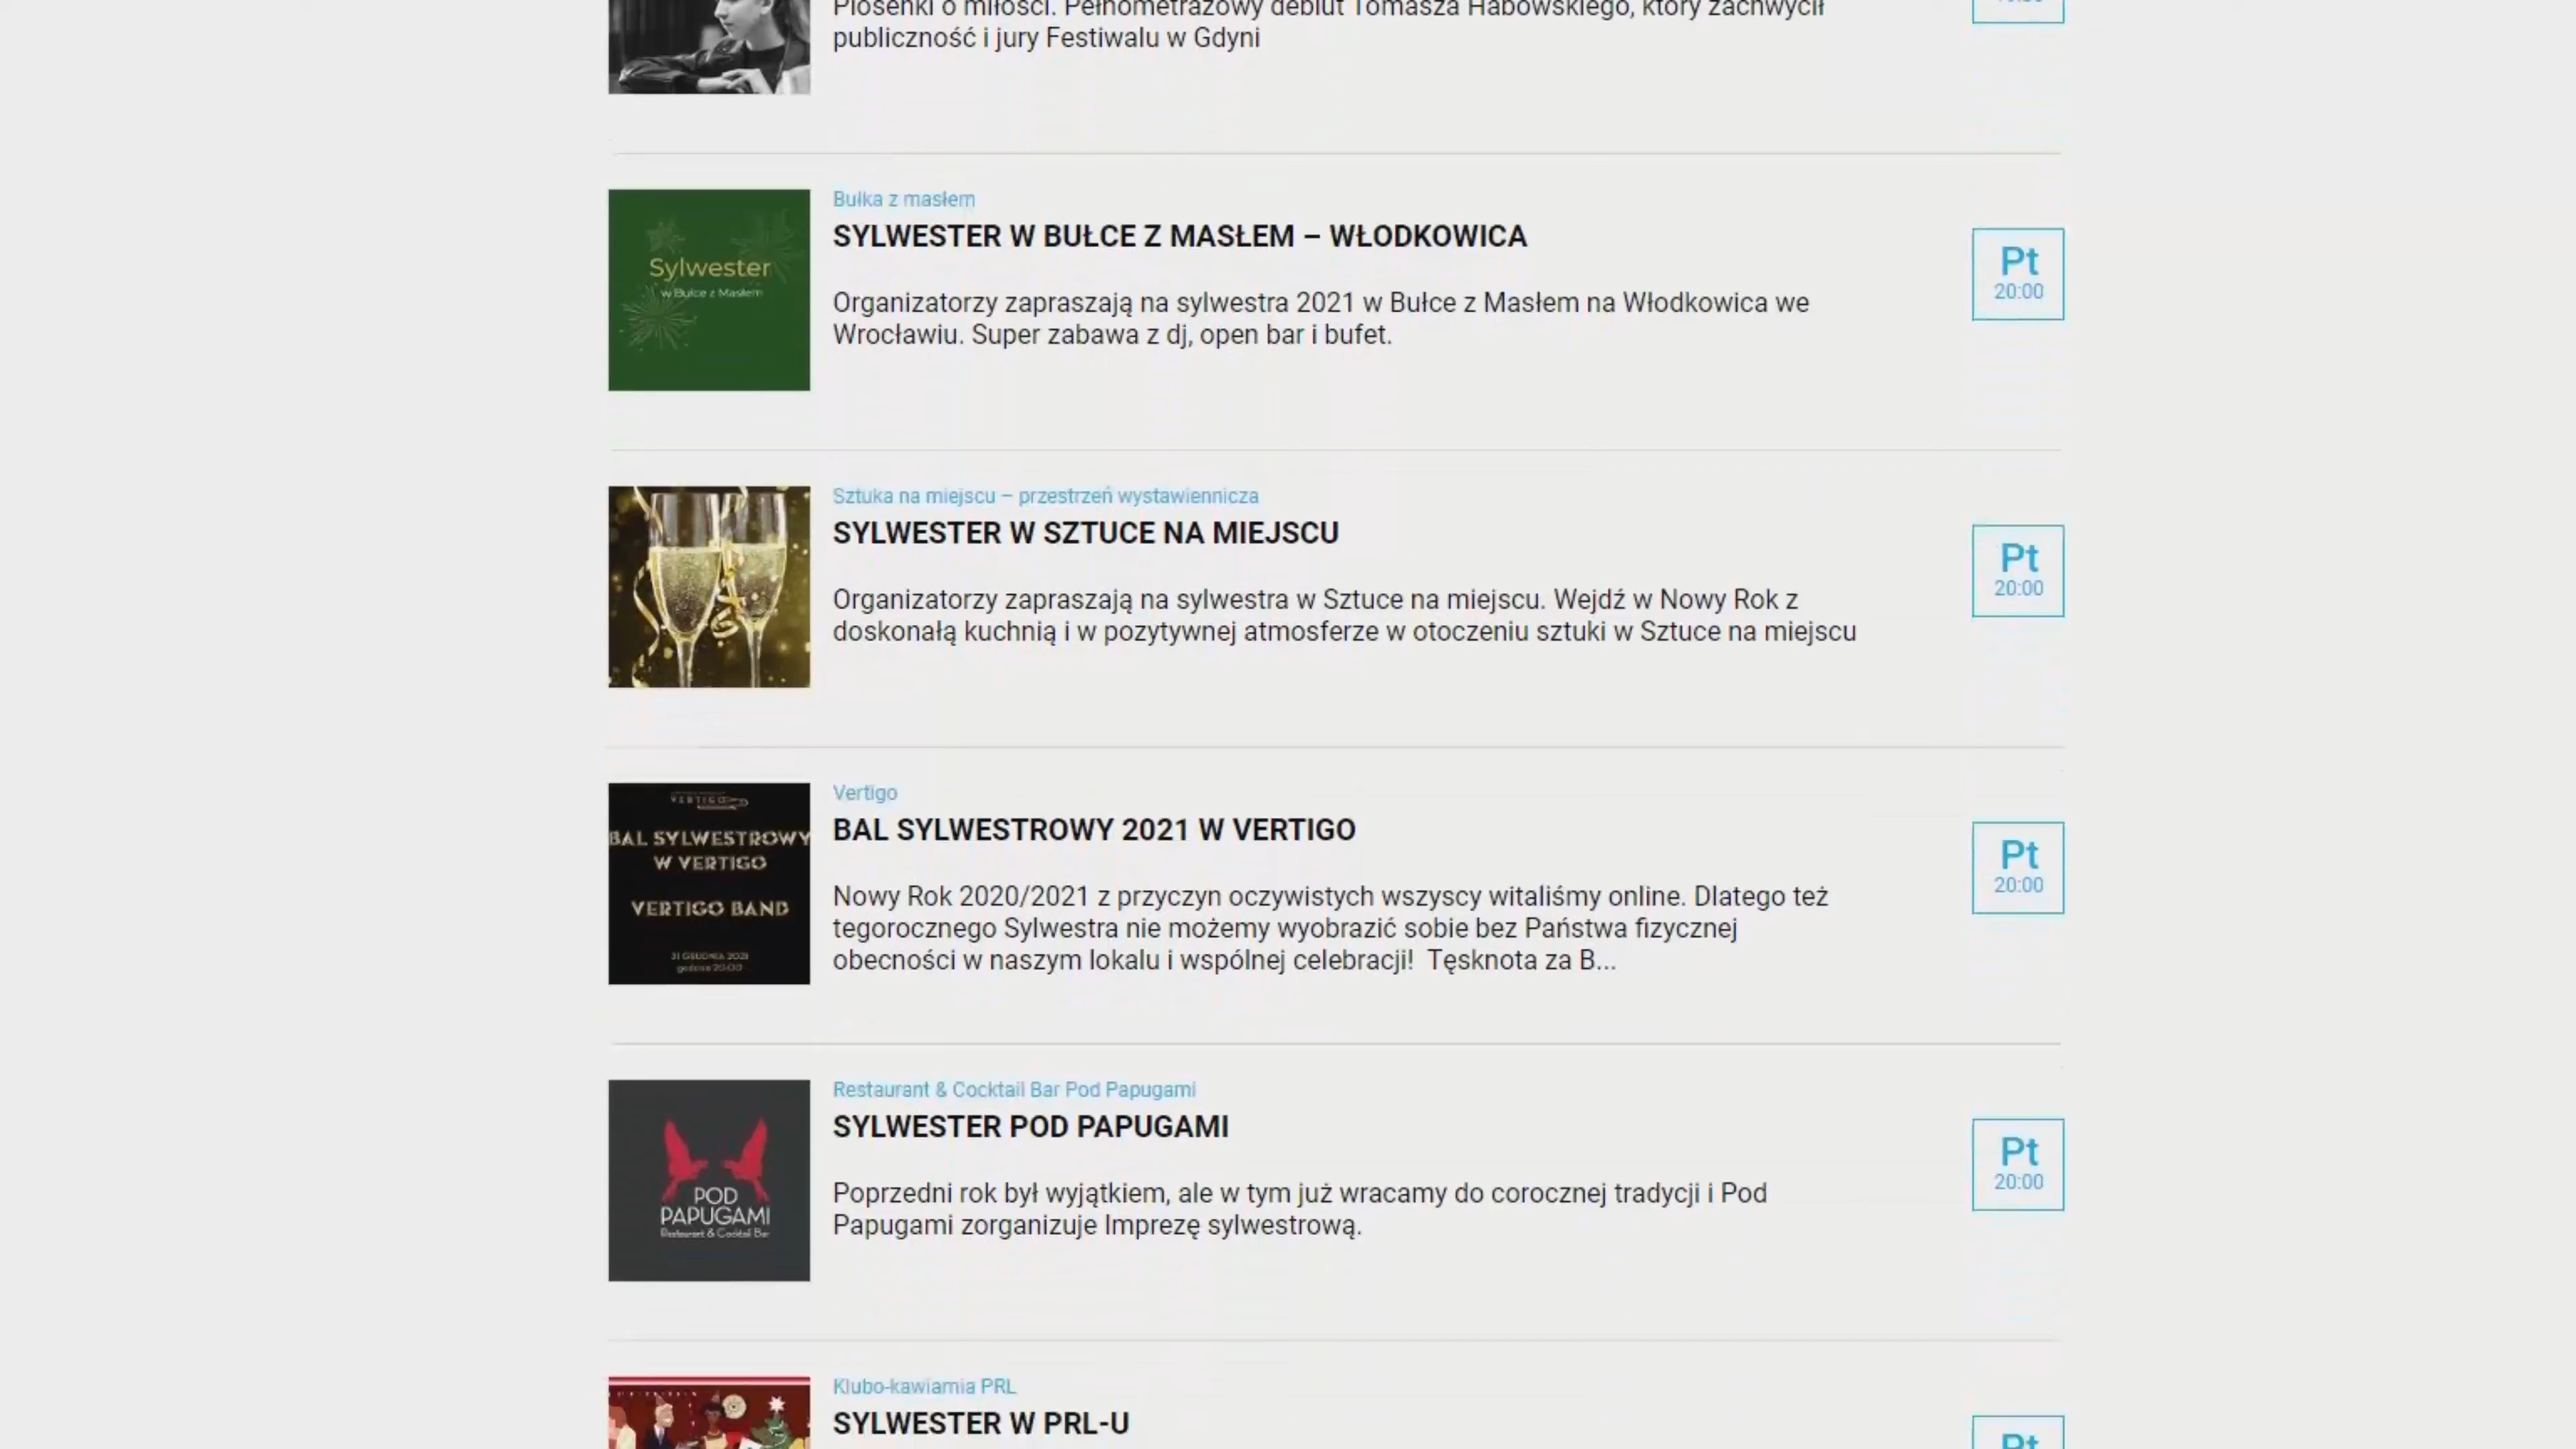 Piosenki o miłości. Pełnometrażowy debiut Tomasza Habowskiego, który zachwycił
publiczność i jury Festiwalu w Gdyni
Bułka z masłem
SYLWESTER W BUŁCE Z MASŁEM – WŁODKOWICA
Sylwester
w Bułce z Masłem
Organizatorzy zapraszają na sylwestra 2021 w Bułce z Masłem na Włodkowica we
Wrocławiu. Super zabawa z dj, open bar i bufet.
Pt
20:00
Sztuka na miejscu – przestrzeń wystawiennicza
SYLWESTER W SZTUCE NA MIEJSCU
Organizatorzy zapraszają na sylwestra w Sztuce na miejscu. Wejdź w Nowy Rok z
doskonałą kuchnią i w pozytywnej atmosferze w otoczeniu sztuki w Sztuce na miejscu
Pt
20:00
VERTIGO
BAL SYLWESTROWY
W VERTIGO
VERTIGO BAND
31 GRUDNIA 2021
godzina 20:00
Vertigo
BAL SYLWESTROWY 2021 W VERTIGO
Nowy Rok 2020/2021 z przyczyn oczywistych wszyscy witaliśmy online. Dlatego też
tegorocznego Sylwestra nie możemy wyobrazić sobie bez Państwa fizycznej
obecności w naszym lokalu i wspólnej celebracji! Tęsknota za B...
Pt
20:00
POD
PAPUGAMI
Restaurant & Cocktail Bar
Restaurant & Cocktail Bar Pod Papugami
SYLWESTER POD PAPUGAMI
Poprzedni rok był wyjątkiem, ale w tym już wracamy do corocznej tradycji i Pod
Papugami zorganizuje Imprezę sylwestrową.
Pt
20:00
Klubo-kawiarnia PRL
SYLWESTER W PRL-U
Pt